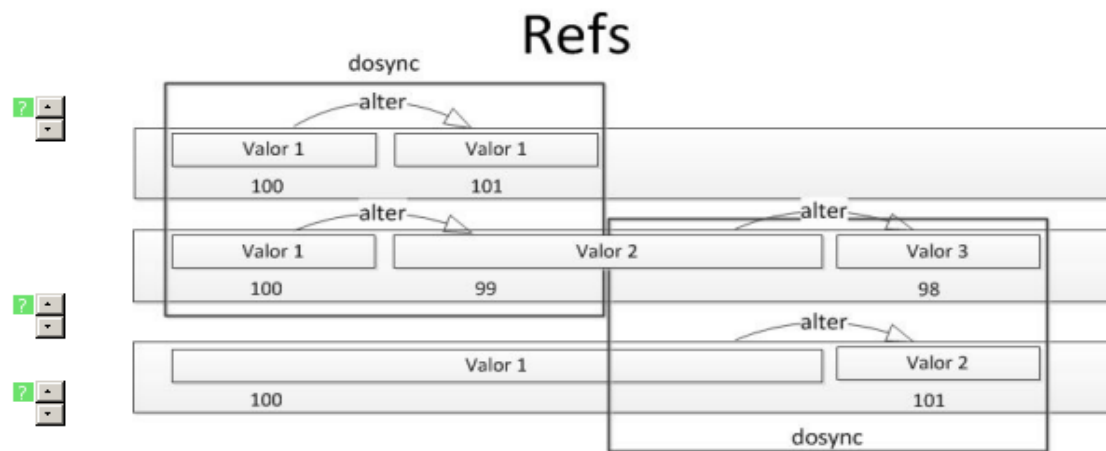 Refs
dosync
?
alter
Valor 1 Valor 1
100 101
alter alter
Valor 1 Valor 2 Valor 3
100 99 98
?
alter
Valor 1 Valor 2
?
100 101
dosync